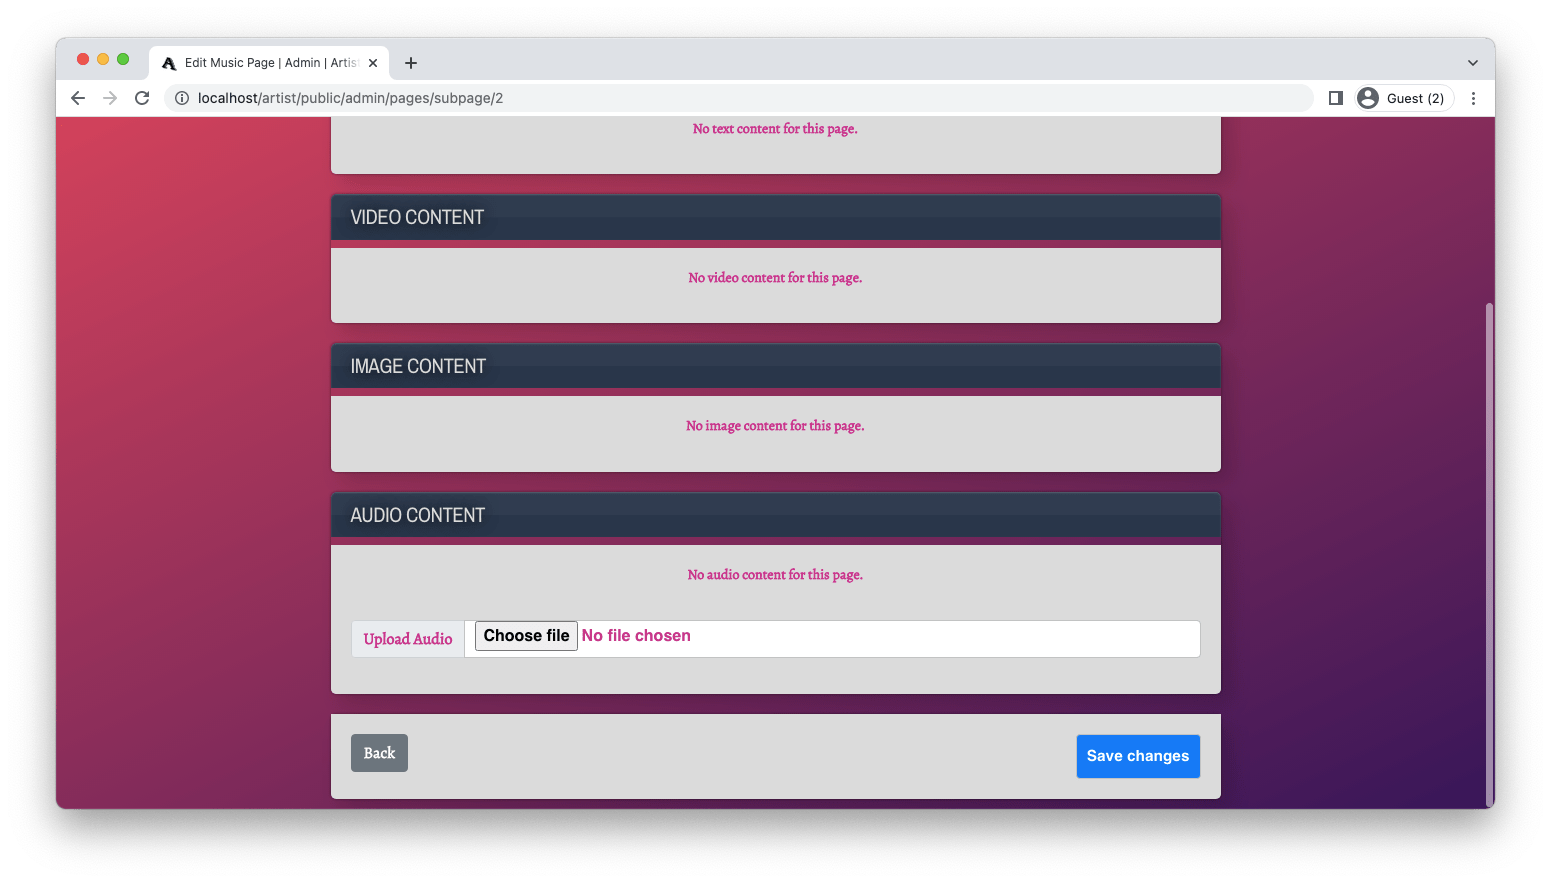 Edit Music Page | Admin | Artis
localhost/artist/public/admin/pages/subpage/2
Guest (2)
No text content for this page.
VIDEO CONTENT
No video content for this page.
IMAGE CONTENT
No image content for this page.
AUDIO CONTENT
No audio content for this page.
Upload Audio Choose file No file chosen
Back Save changes